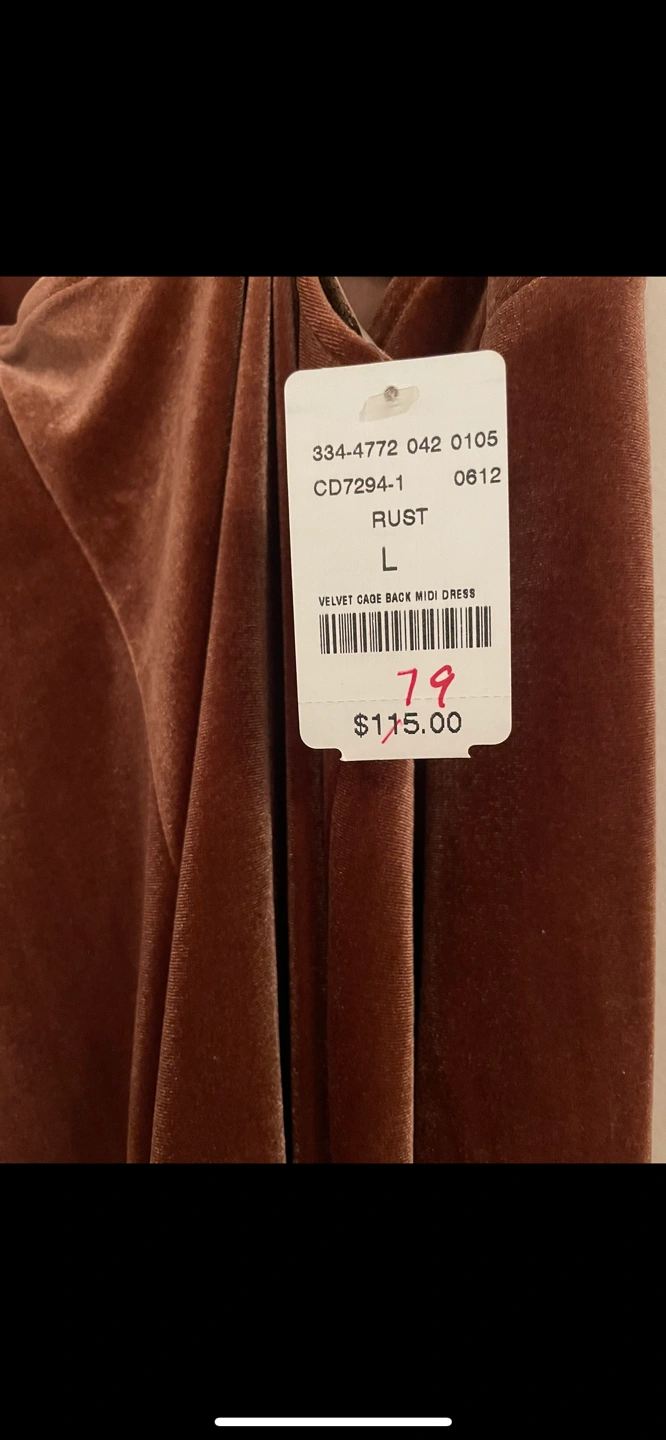 334-4772 042 0105
CD7294-1 0612
RUST
L
VELVET CAGE BACK MIDI DRESS
79
$115.00